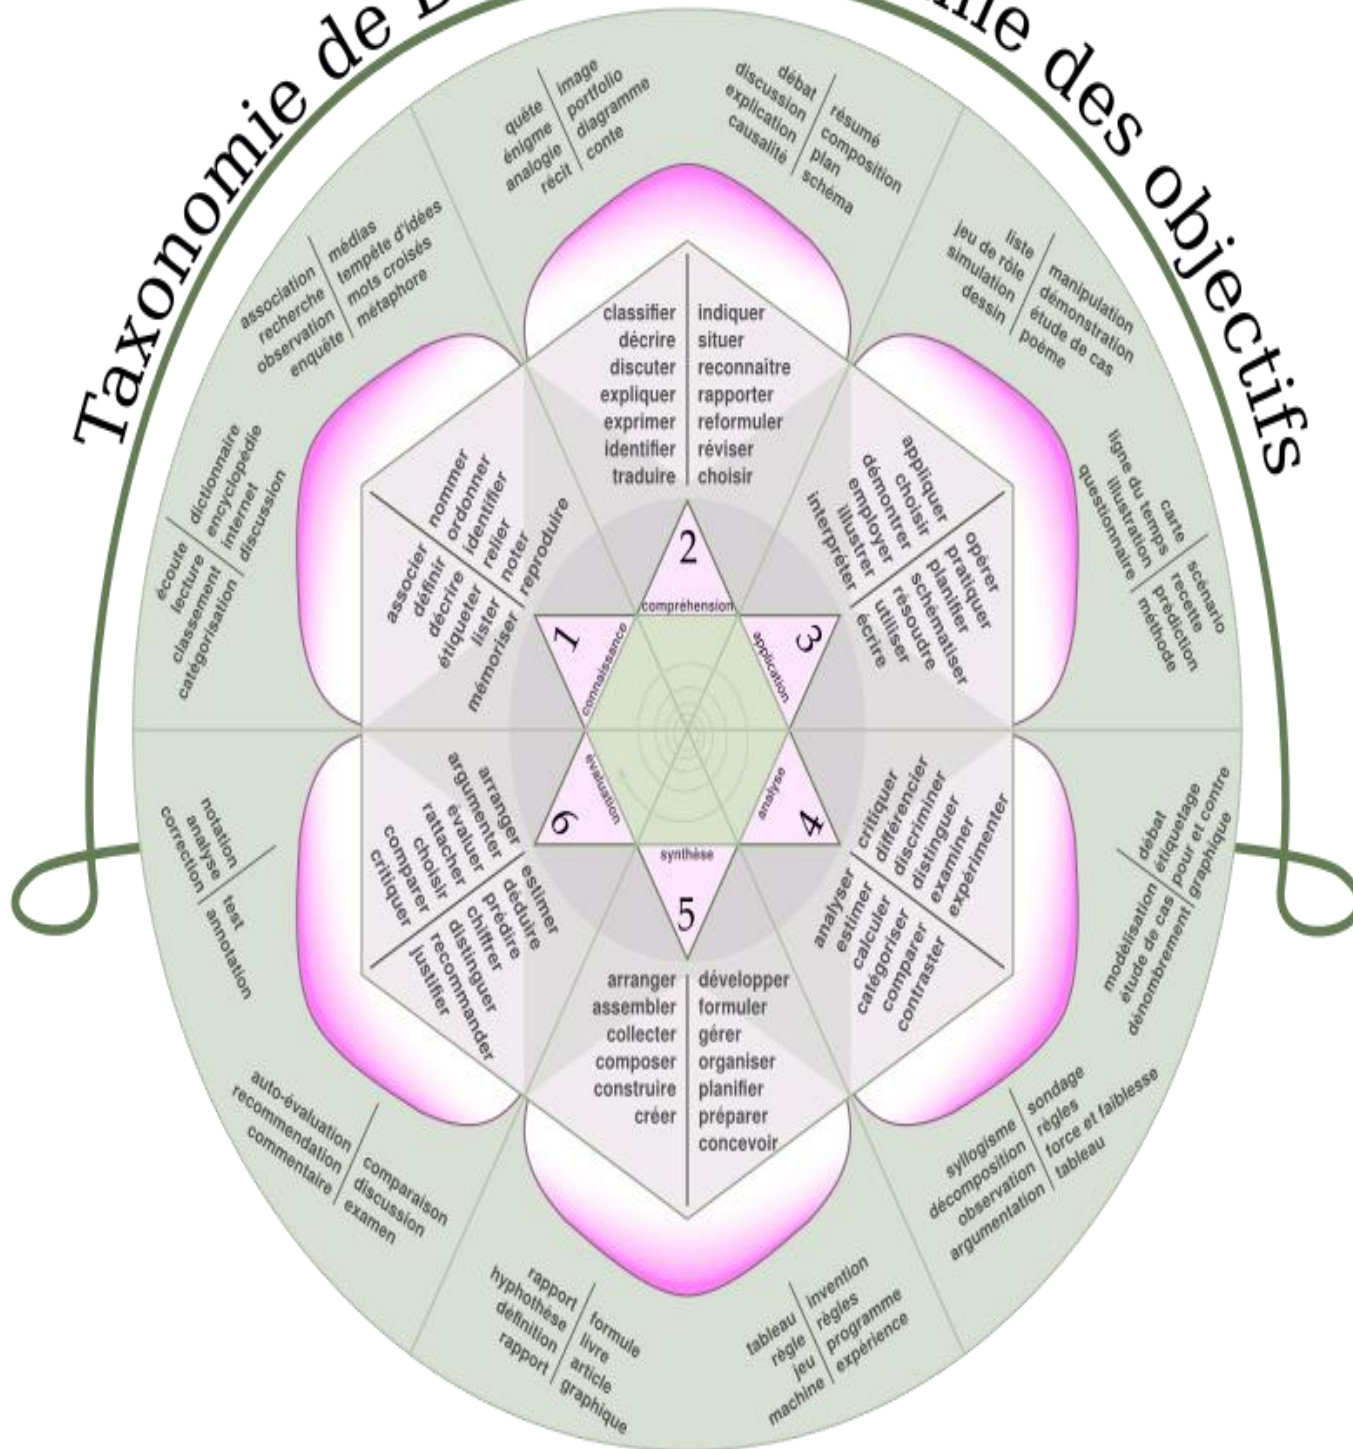 Taxonomie de
des objectifs
image
portfolio
diagramme
conte
quête
énigme
analogie
récit
débat
discussion
explication
causalité
résumé
composition
plan
schéma
médias
tempête d'idées
mots croisés
métaphore
association
recherche
observation
enquête
liste
jeu de rôle
simulation
dessin
manipulation
démonstration
étude de cas
poème
dictionnaire
encyclopédie
internet
discussion
écoute
lecture
classement
catégorisation
carte
ligne du temps
illustration
questionnaire
scénario
recette
prédiction
méthode
classifier
décrire
discuter
expliquer
exprimer
identifier
traduire
indiquer
situer
reconnaître
rapporter
reformuler
réviser
choisir
nommer
ordonner
identifier
relier
noter
reproduire
associer
définir
décrire
étiqueter
lister
mémoriser
appliquer
choisir
démontrer
employer
illustrer
interpréter
opérer
pratiquer
planifier
schématiser
résoudre
utiliser
écrire
1
connaissance
2
compréhension
3
application
4
analyse
5
synthèse
6
évaluation
arranger
argumenter
évaluer
rattacher
choisir
comparer
critiquer
estimer
déduire
prédire
chiffrer
distinguer
recommander
justifier
critiquer
différencier
discriminer
distinguer
examiner
expérimenter
analyser
estimer
calculer
catégoriser
comparer
contraster
arranger
assembler
collecter
composer
construire
créer
développer
formuler
gérer
organiser
planifier
préparer
concevoir
notation
analyse
correction
test
annotation
débat
étiquetage
pour et contre
graphique
modélisation
étude de cas
dénombrement
auto-évaluation
recommendation
commentaire
comparaison
discussion
examen
sondage
règles
force et faiblesse
tableau
syllogisme
décomposition
observation
argumentation
rapport
hyphothèse
définition
rapport
formule
livre
article
graphique
invention
règles
programme
expérience
tableau
règle
jeu
machine